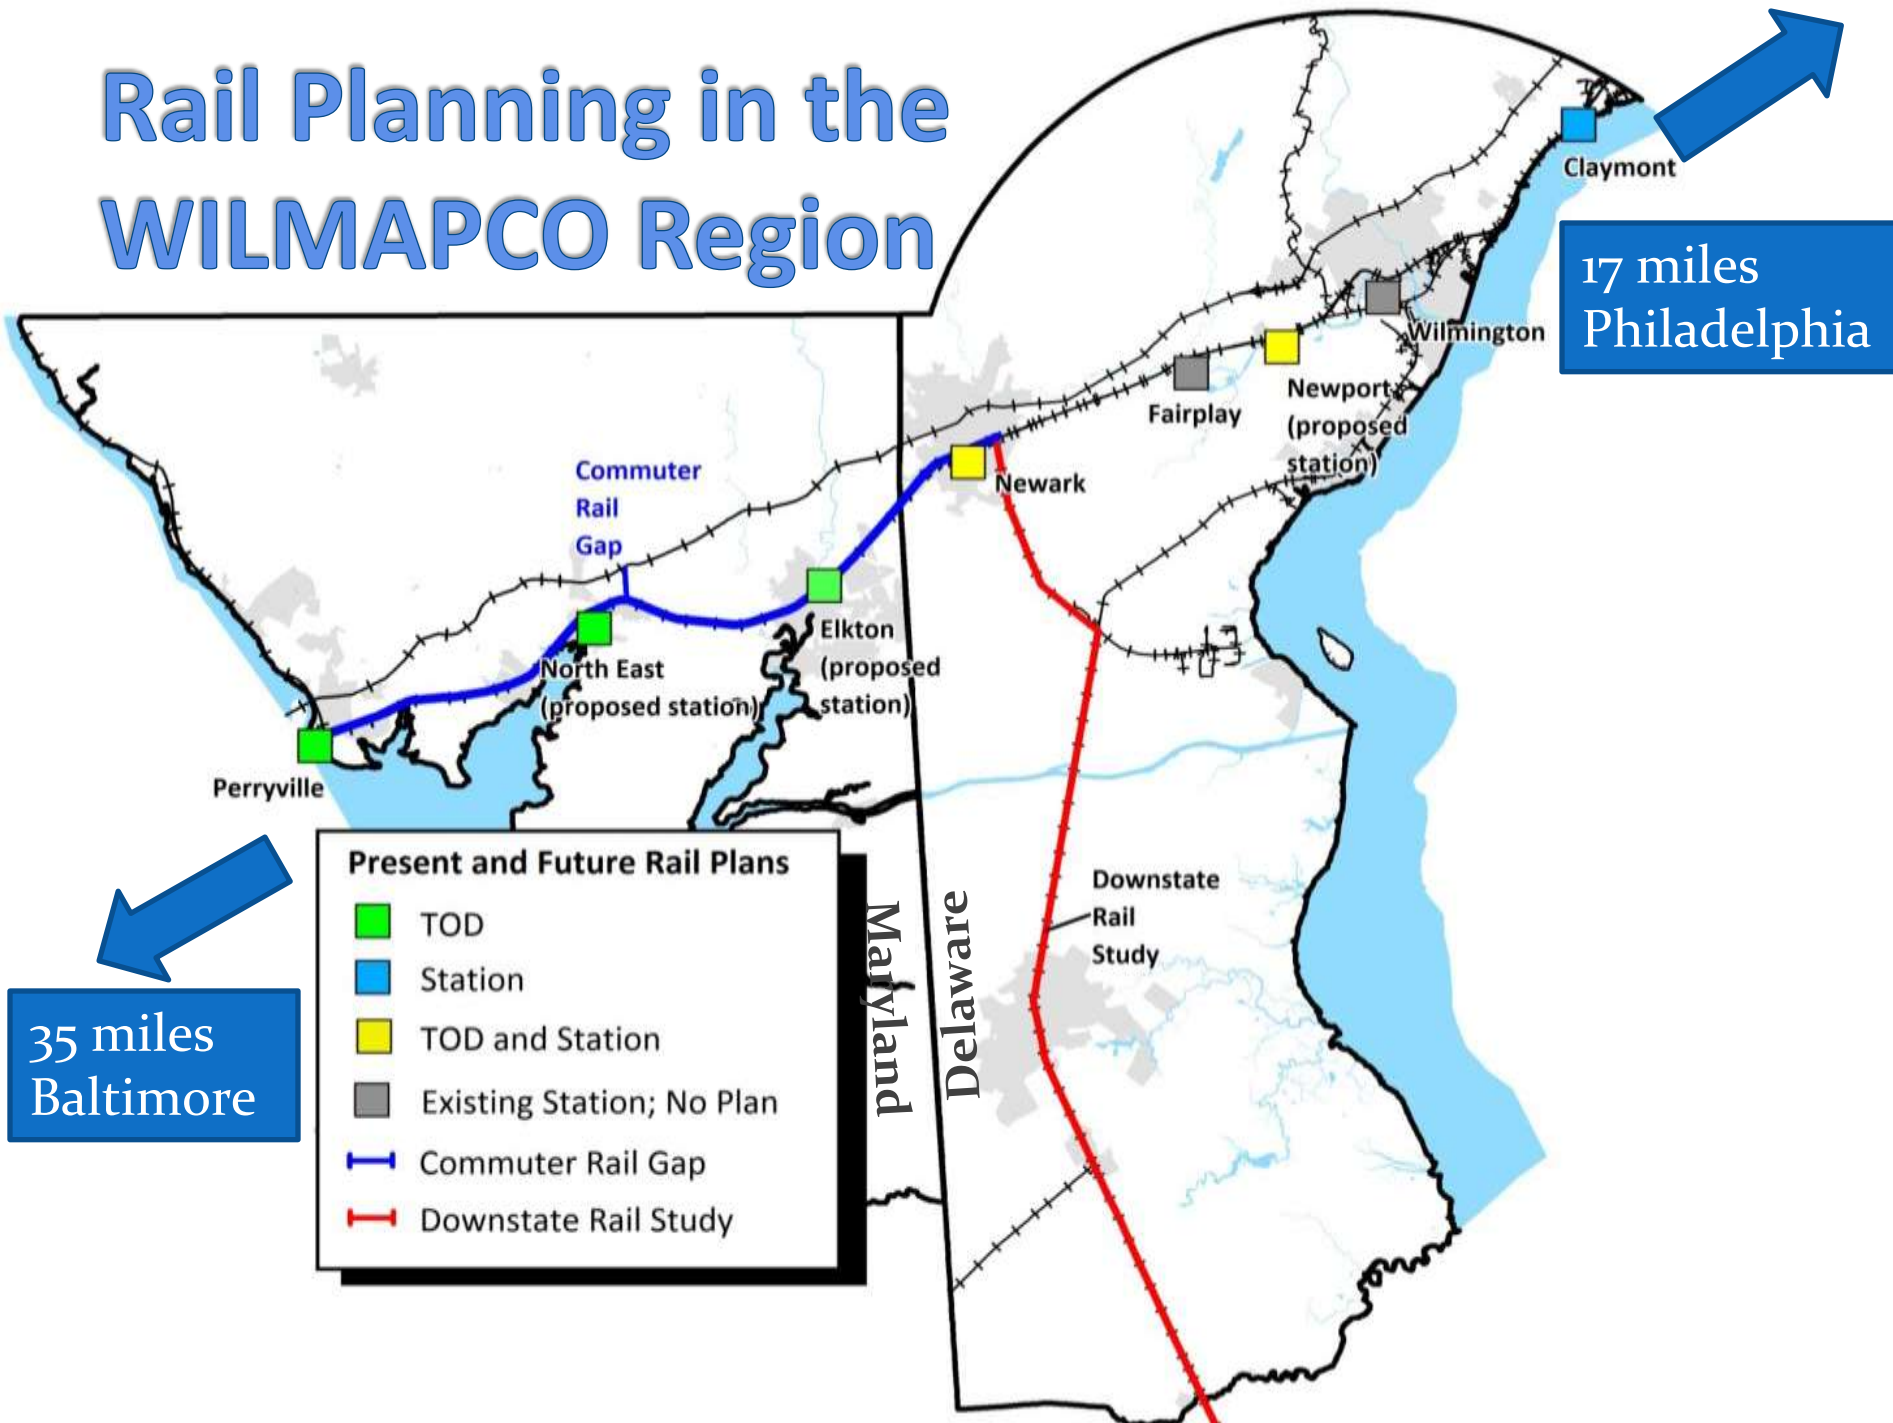 Rail Planning in the
WILMAPCO Region
Claymont
17 miles
Philadelphia
Wilmington
Newport
(proposed
station)
Fairplay
Newark
Commuter
Rail
Gap
Elkton
(proposed
station)
North East
(proposed station)
Perryville
35 miles
Baltimore
Present and Future Rail Plans
TOD
Station
TOD and Station
Existing Station; No Plan
Commuter Rail Gap
Downstate Rail Study
Maryland
Delaware
Downstate
Rail
Study